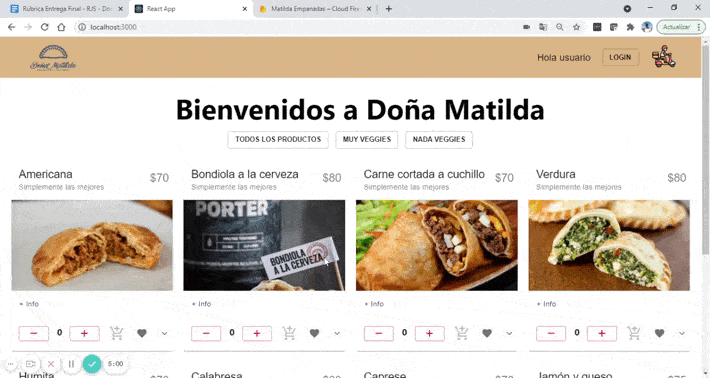 Rúbrica Entrega Final - RJS - Do
React App
Matilda Empanadas – Cloud Fire
localhost:3000
Actualizar
Doña Matilda
Hola usuario
LOGIN
Bienvenidos a Doña Matilda
TODOS LOS PRODUCTOS
MUY VEGGIES
NADA VEGGIES
Americana
$70
Simplemente las mejores
Bondiola a la cerveza
$80
Simplemente las mejores
Carne cortada a cuchillo
$70
Simplemente las mejores
Verdura
$80
Simplemente las mejores
PORTER
BONDIOLA
A LA CERVEZA
+ Info
+ Info
+ Info
+ Info
− 0 +
− 0 +
− 0 +
− 0 +
5:00
Humita
Calabresa
Caprese
Jamón y queso